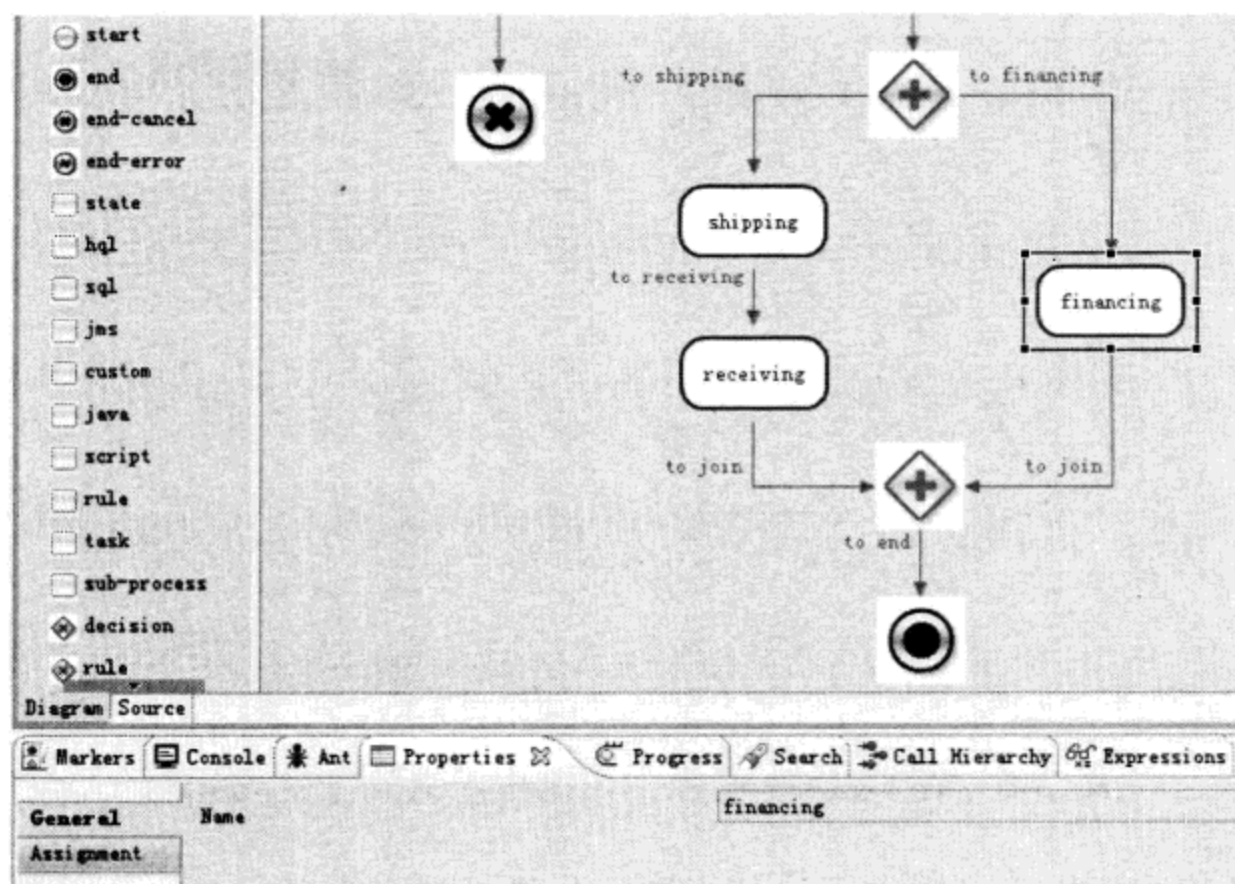 start
end
end-cancel
end-error
state
hql
sql
jms
custom
java
script
rule
task
sub-process
decision
rule
to shipping
to financing
shipping
to receiving
financing
receiving
to join
to join
to end
Diagram Source
Markers Console Ant Properties Progress Search Call Hierarchy Expressions
General Name financing
Assignment